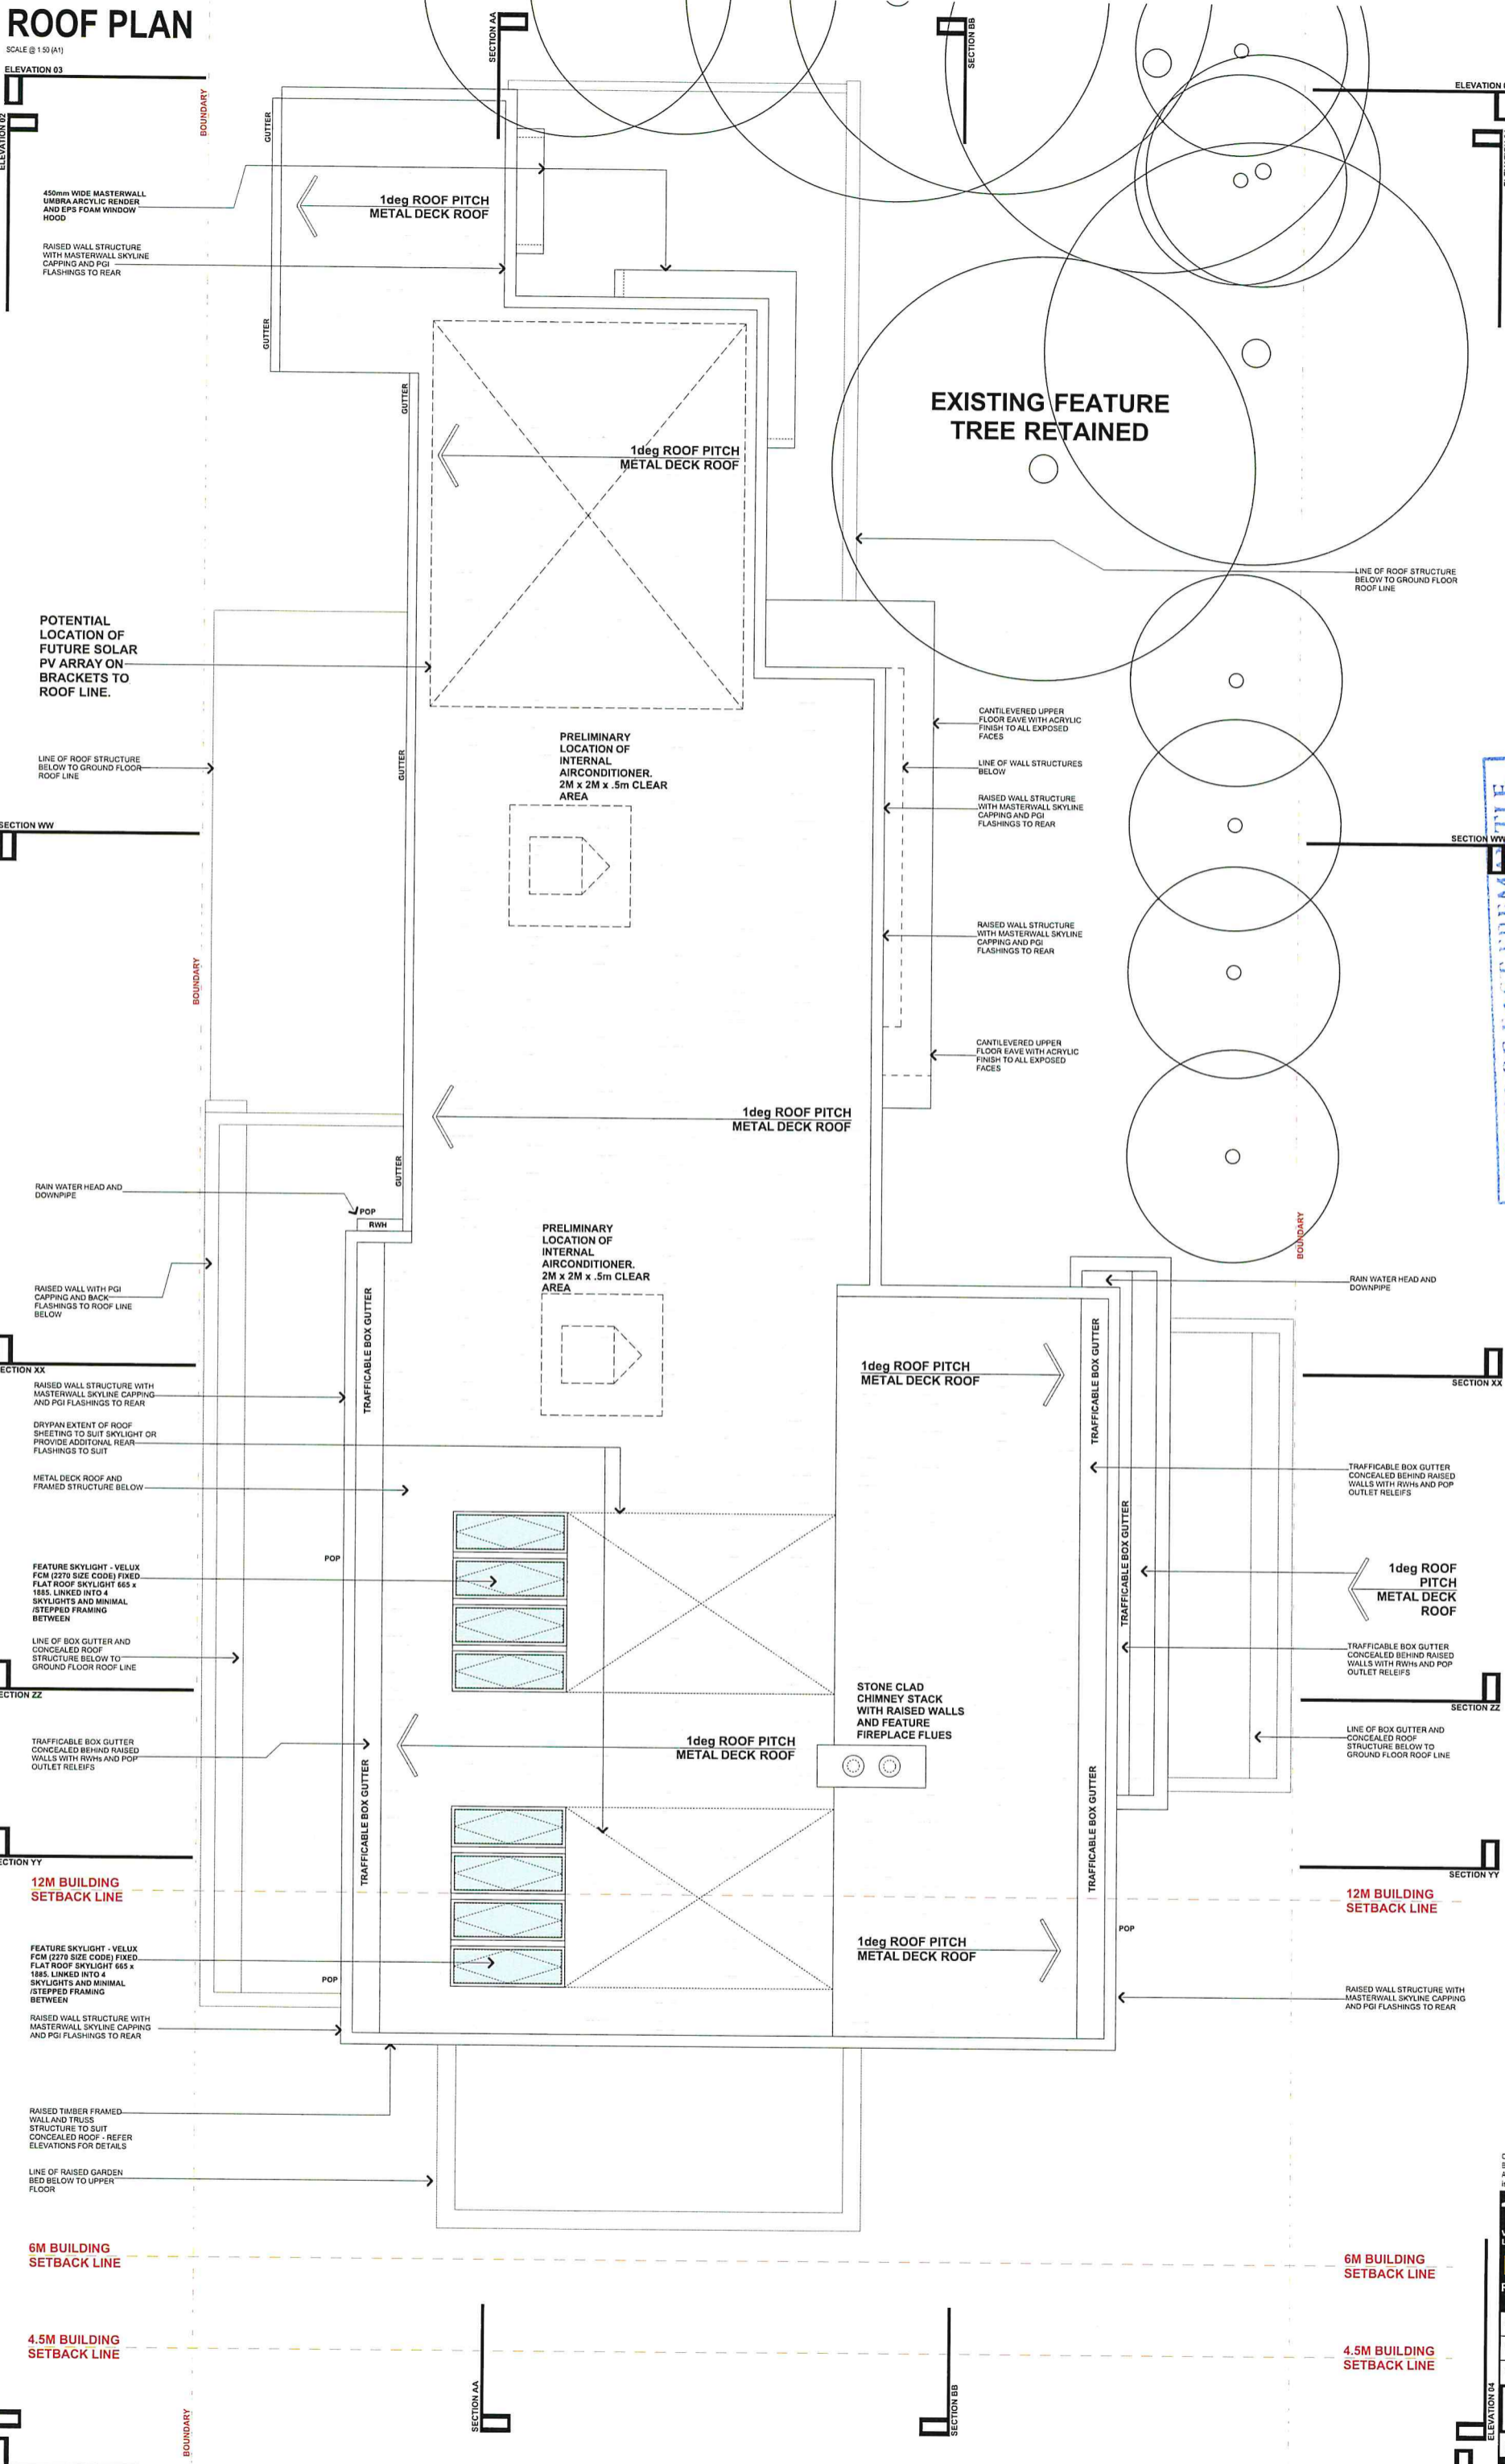 ROOF PLAN
SCALE @ 1:50 (A1)
ELEVATION 03
ELEVATION 02
BOUNDARY
GUTTER
SECTION AA
SECTION BB
450mm WIDE MASTERWALL
UMBRA ARCYLIC RENDER
AND EPS FOAM WINDOW
HOOD
1deg ROOF PITCH
METAL DECK ROOF
RAISED WALL STRUCTURE
WITH MASTERWALL SKYLINE
CAPPING AND PGI
FLASHINGS TO REAR
GUTTER
GUTTER
EXISTING FEATURE
TREE RETAINED
1deg ROOF PITCH
METAL DECK ROOF
LINE OF ROOF STRUCTURE
BELOW TO GROUND FLOOR
ROOF LINE
POTENTIAL
LOCATION OF
FUTURE SOLAR
PV ARRAY ON
BRACKETS TO
ROOF LINE.
CANTILEVERED UPPER
FLOOR EAVE WITH ACRYLIC
FINISH TO ALL EXPOSED
FACES
PRELIMINARY
LOCATION OF
INTERNAL
AIRCONDITIONER.
2M x 2M x .5m CLEAR
AREA
LINE OF ROOF STRUCTURE
BELOW TO GROUND FLOOR
ROOF LINE
GUTTER
LINE OF WALL STRUCTURES
BELOW
RAISED WALL STRUCTURE
WITH MASTERWALL SKYLINE
CAPPING AND PGI
FLASHINGS TO REAR
SECTION WW
SECTION WW
RAISED WALL STRUCTURE
WITH MASTERWALL SKYLINE
CAPPING AND PGI
FLASHINGS TO REAR
BOUNDARY
CANTILEVERED UPPER
FLOOR EAVE WITH ACRYLIC
FINISH TO ALL EXPOSED
FACES
1deg ROOF PITCH
METAL DECK ROOF
GUTTER
RAIN WATER HEAD AND
DOWNPIPE
POP
RWH
PRELIMINARY
LOCATION OF
INTERNAL
AIRCONDITIONER.
2M x 2M x .5m CLEAR
AREA
BOUNDARY
RAIN WATER HEAD AND
DOWNPIPE
RAISED WALL WITH PGI
CAPPING AND BACK
FLASHINGS TO ROOF LINE
BELOW
TRAFFICABLE BOX GUTTER
TRAFFICABLE BOX GUTTER
1deg ROOF PITCH
METAL DECK ROOF
SECTION XX
SECTION XX
RAISED WALL STRUCTURE WITH
MASTERWALL SKYLINE CAPPING
AND PGI FLASHINGS TO REAR
DRYPAN EXTENT OF ROOF
SHEETING TO SUIT SKYLIGHT OR
PROVIDE ADDITONAL REAR
FLASHINGS TO SUIT
METAL DECK ROOF AND
FRAMED STRUCTURE BELOW
TRAFFICABLE BOX GUTTER
CONCEALED BEHIND RAISED
WALLS WITH RWHs AND POP
OUTLET RELEIFS
TRAFFICABLE BOX GUTTER
POP
FEATURE SKYLIGHT - VELUX
FCM (2270 SIZE CODE) FIXED
FLAT ROOF SKYLIGHT 665 x
1885. LINKED INTO 4
SKYLIGHTS AND MINIMAL
/STEPPED FRAMING
BETWEEN
1deg ROOF
PITCH
METAL DECK
ROOF
LINE OF BOX GUTTER AND
CONCEALED ROOF
STRUCTURE BELOW TO
GROUND FLOOR ROOF LINE
TRAFFICABLE BOX GUTTER
CONCEALED BEHIND RAISED
WALLS WITH RWHs AND POP
OUTLET RELEIFS
SECTION ZZ
SECTION ZZ
STONE CLAD
CHIMNEY STACK
WITH RAISED WALLS
AND FEATURE
FIREPLACE FLUES
TRAFFICABLE BOX GUTTER
CONCEALED BEHIND RAISED
WALLS WITH RWHs AND POP
OUTLET RELEIFS
1deg ROOF PITCH
METAL DECK ROOF
LINE OF BOX GUTTER AND
CONCEALED ROOF
STRUCTURE BELOW TO
GROUND FLOOR ROOF LINE
TRAFFICABLE BOX GUTTER
TRAFFICABLE BOX GUTTER
SECTION YY
SECTION YY
12M BUILDING
SETBACK LINE
12M BUILDING
SETBACK LINE
POP
1deg ROOF PITCH
METAL DECK ROOF
FEATURE SKYLIGHT - VELUX
FCM (2270 SIZE CODE) FIXED
FLAT ROOF SKYLIGHT 665 x
1885. LINKED INTO 4
SKYLIGHTS AND MINIMAL
/STEPPED FRAMING
BETWEEN
POP
RAISED WALL STRUCTURE WITH
MASTERWALL SKYLINE CAPPING
AND PGI FLASHINGS TO REAR
RAISED WALL STRUCTURE WITH
MASTERWALL SKYLINE CAPPING
AND PGI FLASHINGS TO REAR
RAISED TIMBER FRAMED
WALL AND TRUSS
STRUCTURE TO SUIT
CONCEALED ROOF - REFER
ELEVATIONS FOR DETAILS
LINE OF RAISED GARDEN
BED BELOW TO UPPER
FLOOR
6M BUILDING
SETBACK LINE
6M BUILDING
SETBACK LINE
4.5M BUILDING
SETBACK LINE
4.5M BUILDING
SETBACK LINE
SECTION AA
SECTION BB
ELEVATION 04
BOUNDARY